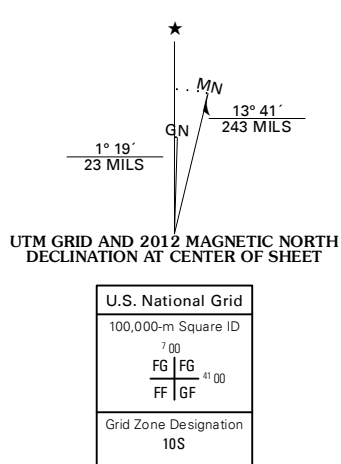 ★
MN
GN
13° 41´
243 MILS
1° 19´
23 MILS
UTM GRID AND 2012 MAGNETIC NORTH
DECLINATION AT CENTER OF SHEET
U.S. National Grid
100,000-m Square ID
7 00
FG FG
41 00
FF GF
Grid Zone Designation
10S